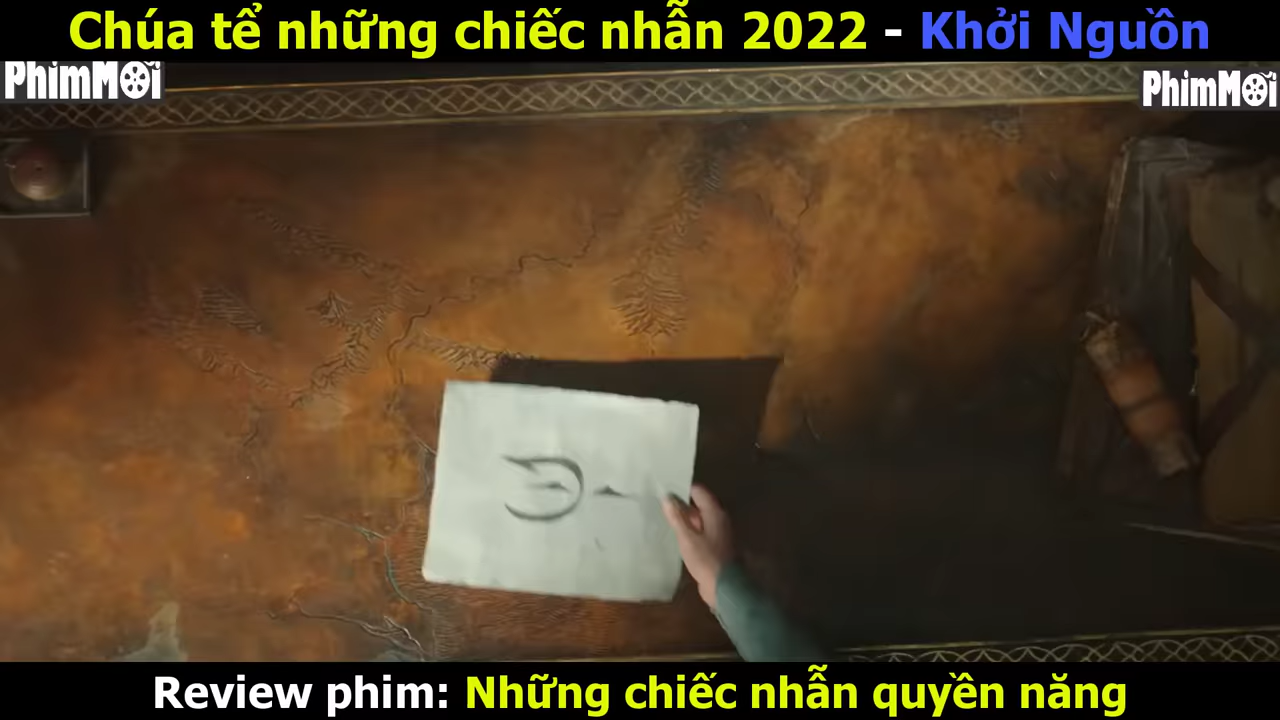 Chúa tể những chiếc nhẫn 2022 - Khởi Nguồn
PhimMới
PhimMới
Review phim: Những chiếc nhẫn quyền năng